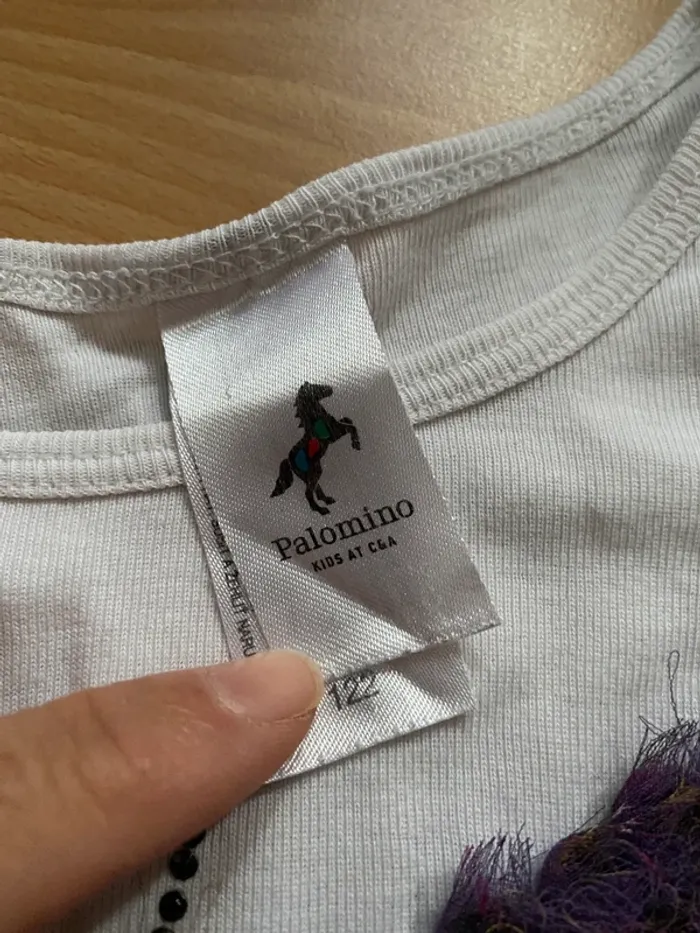 Palomino
KIDS AT C&A
122